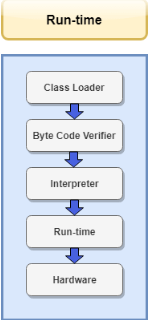 Run-time
Class Loader
Byte Code Verifier
Interpreter
Run-time
Hardware